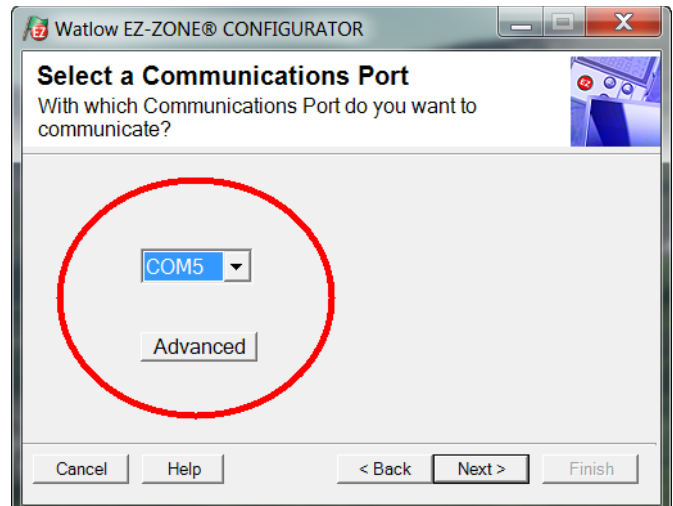 Watlow EZ-ZONE® CONFIGURATOR
Select a Communications Port
With which Communications Port do you want to
communicate?
COM5
Advanced
Cancel Help < Back Next > Finish